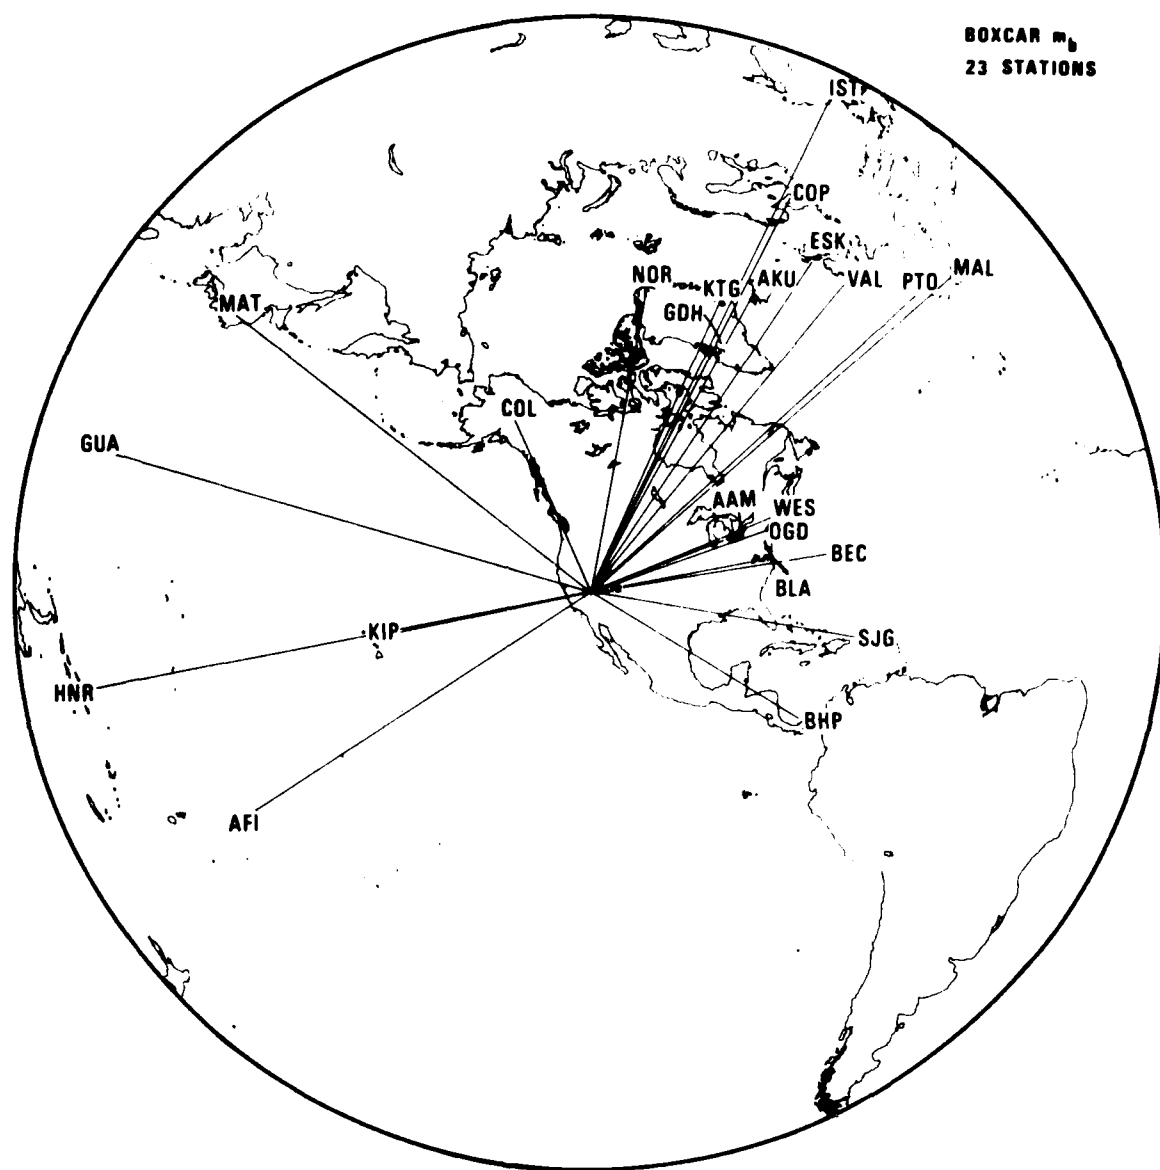 BOXCAR mb
23 STATIONS
IST
COP
ESK
NOR
KTG
AKU
VAL
PTO
MAL
GDH
MAT
COL
GUA
AAM
WES
OGD
BEC
BLA
KIP
SJG
HNR
BHP
AFI